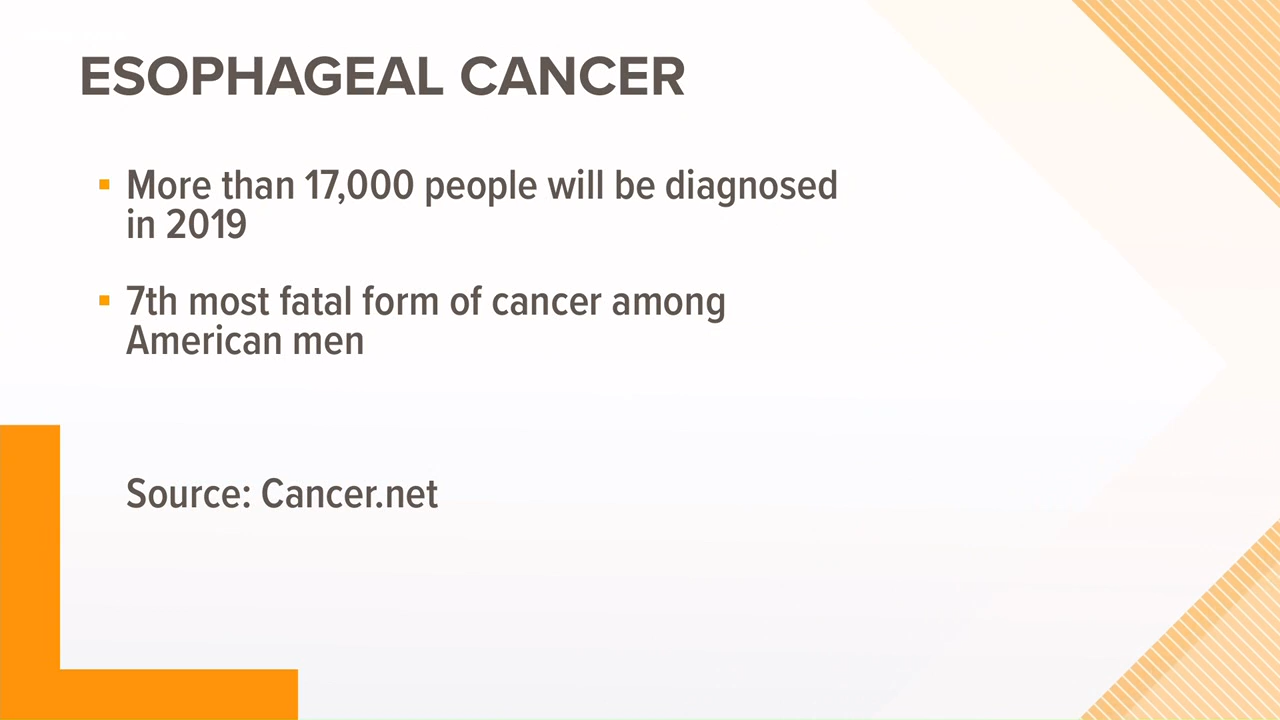 ESOPHAGEAL CANCER
▪ More than 17,000 people will be diagnosed
in 2019
▪ 7th most fatal form of cancer among
American men
Source: Cancer.net